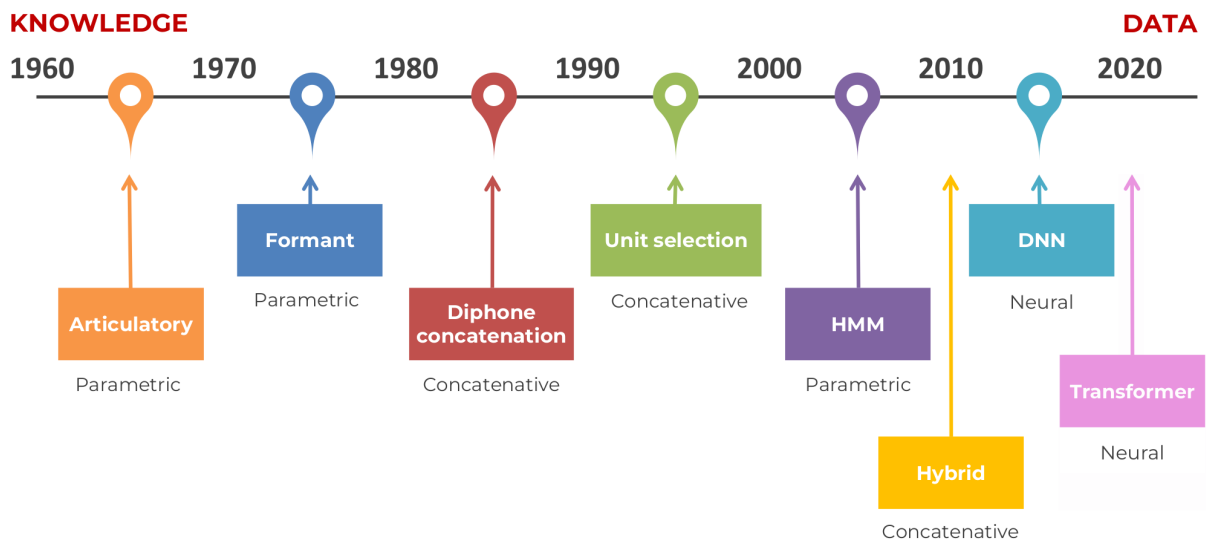 KNOWLEDGE
DATA
1960
1970
1980
1990
2000
2010
2020
Formant
Unit selection
DNN
Parametric
Concatenative
Neural
Articulatory
Diphone
concatenation
HMM
Parametric
Concatenative
Parametric
Transformer
Neural
Hybrid
Concatenative